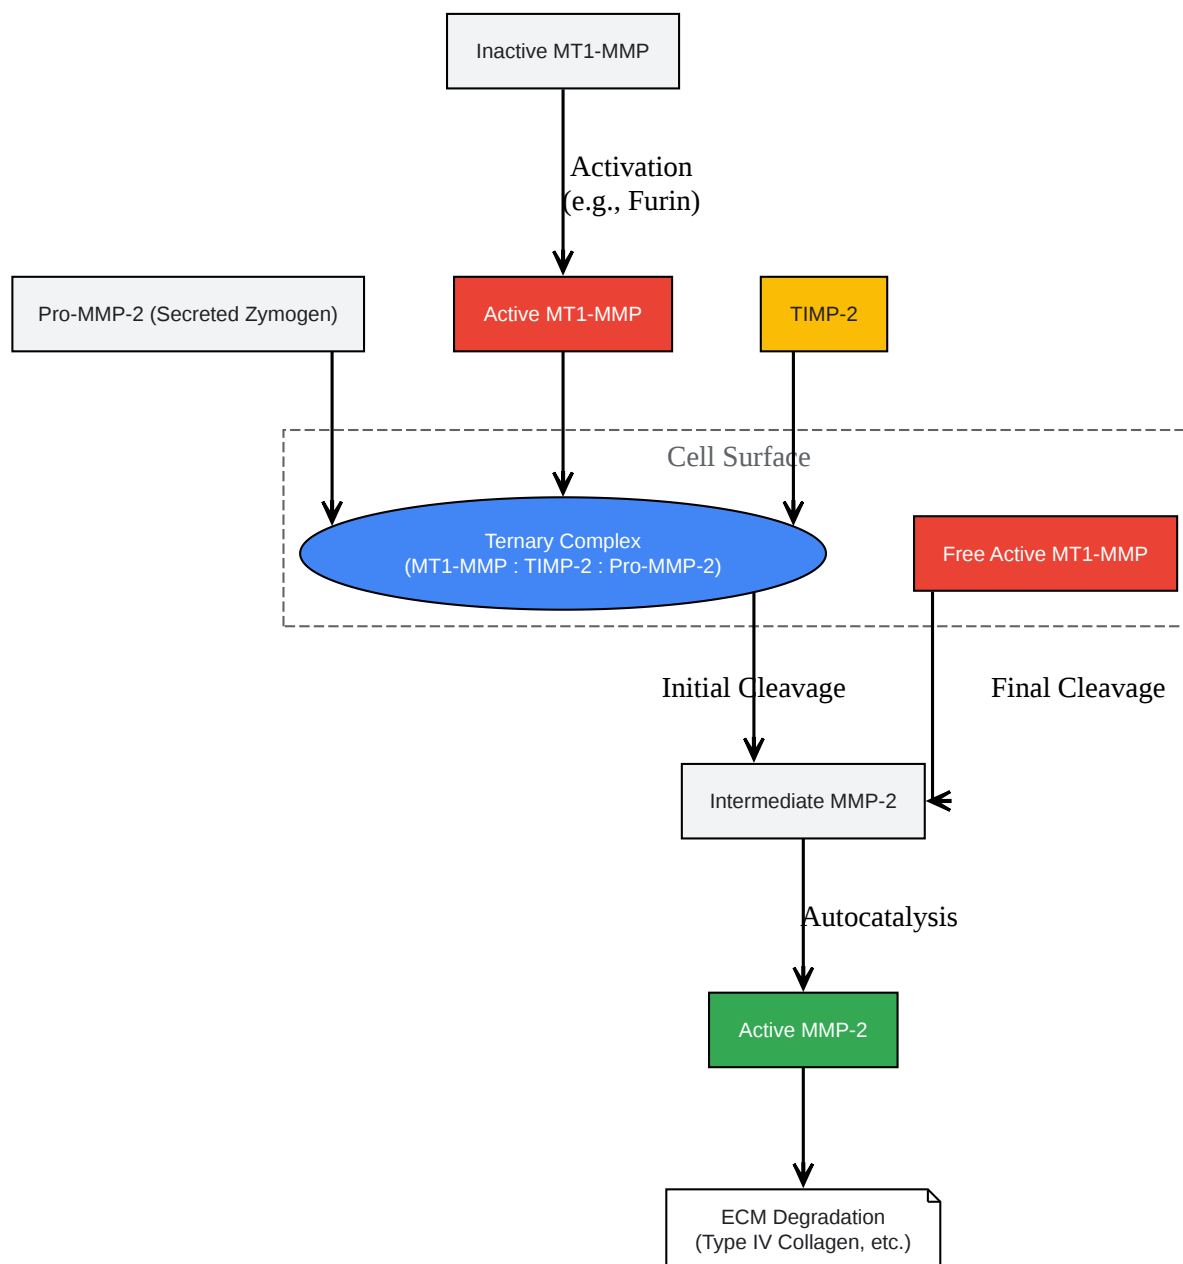 Inactive MT1-MMP
Activation
(e.g., Furin)
Pro-MMP-2 (Secreted Zymogen)
Active MT1-MMP
TIMP-2
Cell Surface
Ternary Complex
(MT1-MMP : TIMP-2 : Pro-MMP-2)
Free Active MT1-MMP
Initial Cleavage
Final Cleavage
Intermediate MMP-2
Autocatalysis
Active MMP-2
ECM Degradation
(Type IV Collagen, etc.)